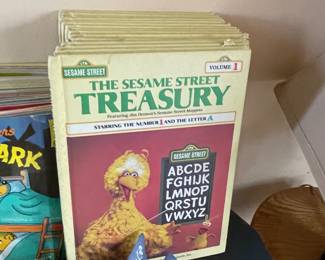 SESAME STREET
VOLUME 1
THE SESAME STREET
TREASURY
Featuring Jim Henson's Sesame Street Muppets
STARRING THE NUMBER 1 AND THE LETTER A
SESAME STREET
ABCDE
FGHIJK
LMNOP
QRSTU
VWXYZ
ARK